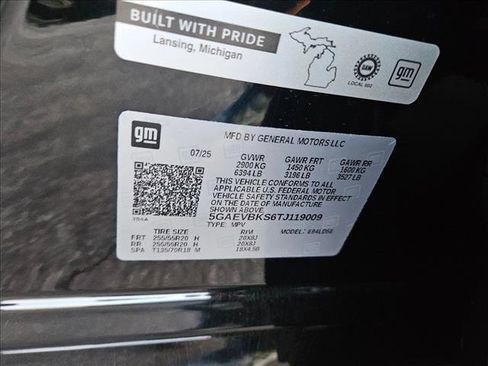 BUILT WITH PRIDE
Lansing, Michigan
UAW
LOCAL 602
gm
gm
MFD BY GENERAL MOTORS LLC
07/25
GVWR GAWR FRT GAWR RR
2900 KG 1450 KG 1600 KG
6394 LB 3196 LB 3527 LB
THIS VEHICLE CONFORMS TO ALL
APPLICABLE U.S. FEDERAL MOTOR
VEHICLE SAFETY AND THEFT
PREVENTION STANDARDS IN EFFECT ON
THE DATE OF MANUFACTURE SHOWN ABOVE.
5GAEVBKS6TJ119009
TYPE: MPV MODEL:
TIRE SIZE RIM
FRT 255/55R20 H 20X8J
RR 255/55R20 H 20X8J
SPA T135/70R18 M 18X4.5B